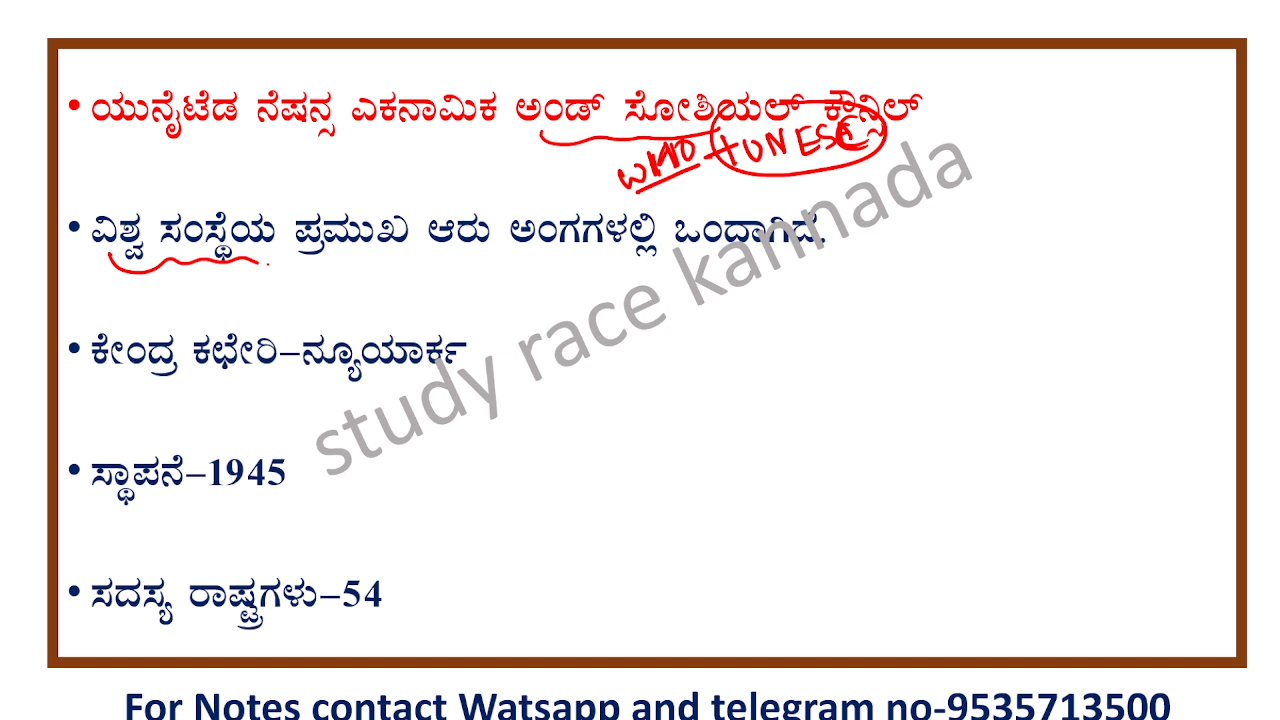 • ಯುನೈಟೆಡ ನೆಷನ್ಸ ಎಕನಾಮಿಕ ಅಂಡ್ ಸೋಶಿಯಲ್ ಕೌನ್ಸಿಲ್
WHO + UNESC
• ವಿಶ್ವ ಸಂಸ್ಥೆಯ ಪ್ರಮುಖ ಆರು ಅಂಗಗಳಲ್ಲಿ ಒಂದಾಗಿದೆ.
• ಕೇಂದ್ರ ಕಛೇರಿ–ನ್ಯೂಯಾರ್ಕ
• ಸ್ಥಾಪನೆ–1945
• ಸದಸ್ಯ ರಾಷ್ಟ್ರಗಳು–54
study race kannada
For Notes contact Watsapp and telegram no-9535713500